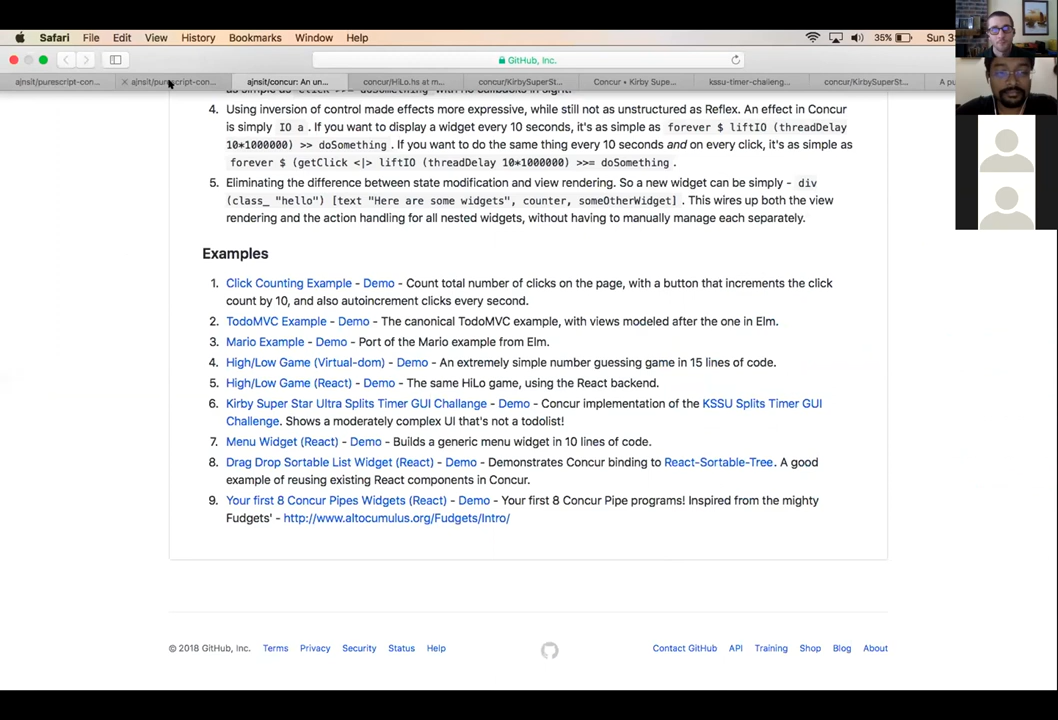 Safari File Edit View History Bookmarks Window Help 35% Sun 3
GitHub, Inc.
ajnsit/purescript-con... ajnsit/purescript-con... ajnsit/concur: An un... concur/HiLo.hs at m... concur/KirbySuperSt... Concur • Kirby Supe... kssu-timer-challeng... concur/KirbySuperSt... A pu
4. Using inversion of control made effects more expressive, while still not as unstructured as Reflex. An effect in Concur
is simply IO a . If you want to display a widget every 10 seconds, it's as simple as forever $ liftIO (threadDelay
10*1000000) >> doSomething . If you want to do the same thing every 10 seconds and on every click, it's as simple as
forever $ (getClick <|> liftIO (threadDelay 10*1000000) >>= doSomething .
5. Eliminating the difference between state modification and view rendering. So a new widget can be simply - div
(class_ "hello") [text "Here are some widgets", counter, someOtherWidget] . This wires up both the view
rendering and the action handling for all nested widgets, without having to manually manage each separately.
Examples
1. Click Counting Example - Demo - Count total number of clicks on the page, with a button that increments the click
count by 10, and also autoincrement clicks every second.
2. TodoMVC Example - Demo - The canonical TodoMVC example, with views modeled after the one in Elm.
3. Mario Example - Demo - Port of the Mario example from Elm.
4. High/Low Game (Virtual-dom) - Demo - An extremely simple number guessing game in 15 lines of code.
5. High/Low Game (React) - Demo - The same HiLo game, using the React backend.
6. Kirby Super Star Ultra Splits Timer GUI Challange - Demo - Concur implementation of the KSSU Splits Timer GUI
Challenge. Shows a moderately complex UI that's not a todolist!
7. Menu Widget (React) - Demo - Builds a generic menu widget in 10 lines of code.
8. Drag Drop Sortable List Widget (React) - Demo - Demonstrates Concur binding to React-Sortable-Tree. A good
example of reusing existing React components in Concur.
9. Your first 8 Concur Pipes Widgets (React) - Demo - Your first 8 Concur Pipe programs! Inspired from the mighty
Fudgets' - http://www.altocumulus.org/Fudgets/Intro/
© 2018 GitHub, Inc. Terms Privacy Security Status Help Contact GitHub API Training Shop Blog About